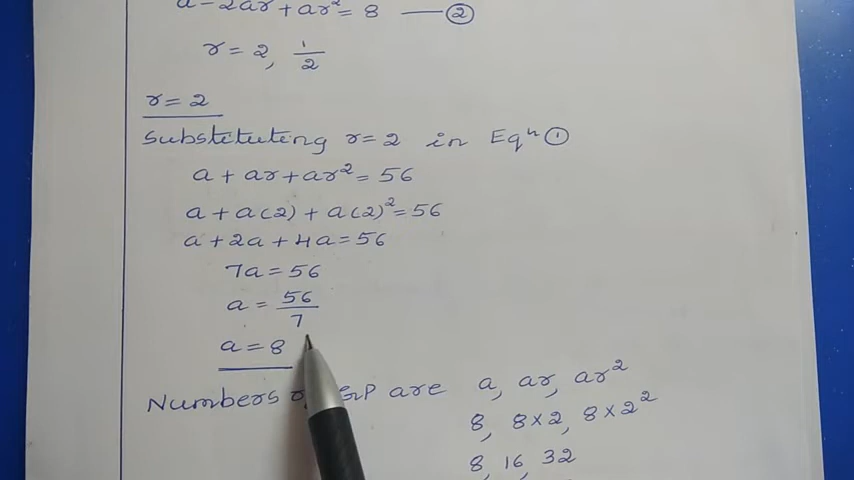 a - 2ar + ar² = 8 —— ②
r = 2, 1/2
r = 2
Substituting r = 2 in Eqⁿ ①
a + ar + ar² = 56
a + a(2) + a(2)² = 56
a + 2a + 4a = 56
7a = 56
a = 56/7
a = 8
Numbers GP are a, ar, ar²
8, 8×2, 8×2²
8, 16, 32